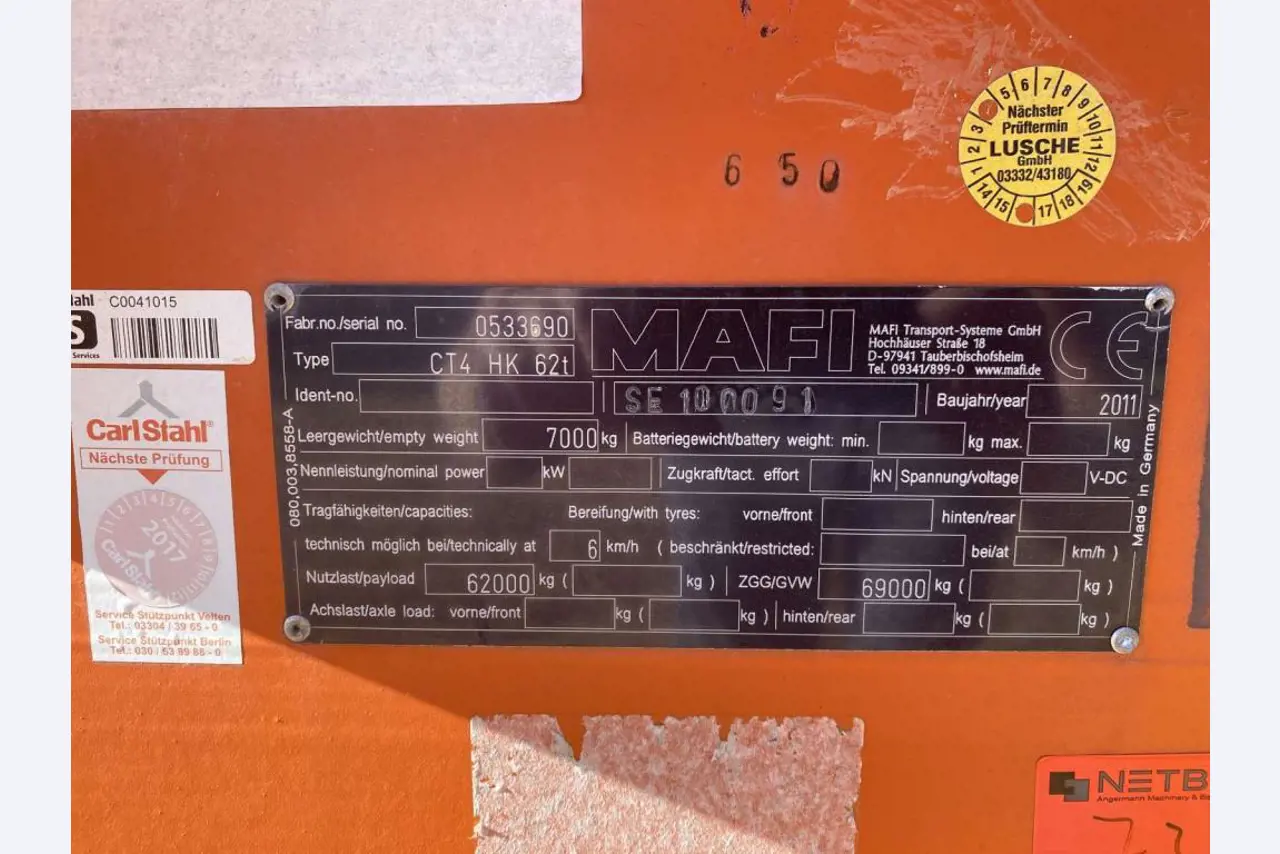 6 5 0
1 2 3 5 6 7 8 9 10 11 12
Nächster
Prüftermin
LUSCHE
GmbH
03332/43180
14 15 17 18 19
C0041015
S
Services
CarlStahl
Nächste Prüfung
2017
Service Stützpunkt Velten
Tel.: 03304 / 39 65 - 0
Service Stützpunkt Berlin
Tel.: 030 / 53 89 88 - 0
080.003.8558-A
Fabr.no./serial no. 0533690
MAFI
MAFI Transport-Systeme GmbH
Hochhäuser Straße 18
D-97941 Tauberbischofsheim
Tel. 09341/899-0 www.mafi.de
CE
Type CT4 HK 62t
Ident-no. SE 100091 Baujahr/year 2011
Leergewicht/empty weight 7000 kg Batteriegewicht/battery weight: min. kg max. kg
Nennleistung/nominal power kW Zugkraft/tact. effort kN Spannung/voltage V-DC
Tragfähigkeiten/capacities: Bereifung/with tyres: vorne/front hinten/rear
technisch möglich bei/technically at 6 km/h ( beschränkt/restricted: bei/at km/h )
Nutzlast/payload 62000 kg ( kg ) ZGG/GVW 69000 kg ( kg )
Achslast/axle load: vorne/front kg ( kg ) hinten/rear kg ( kg )
Made in Germany
NETB
Angermann Machinery &